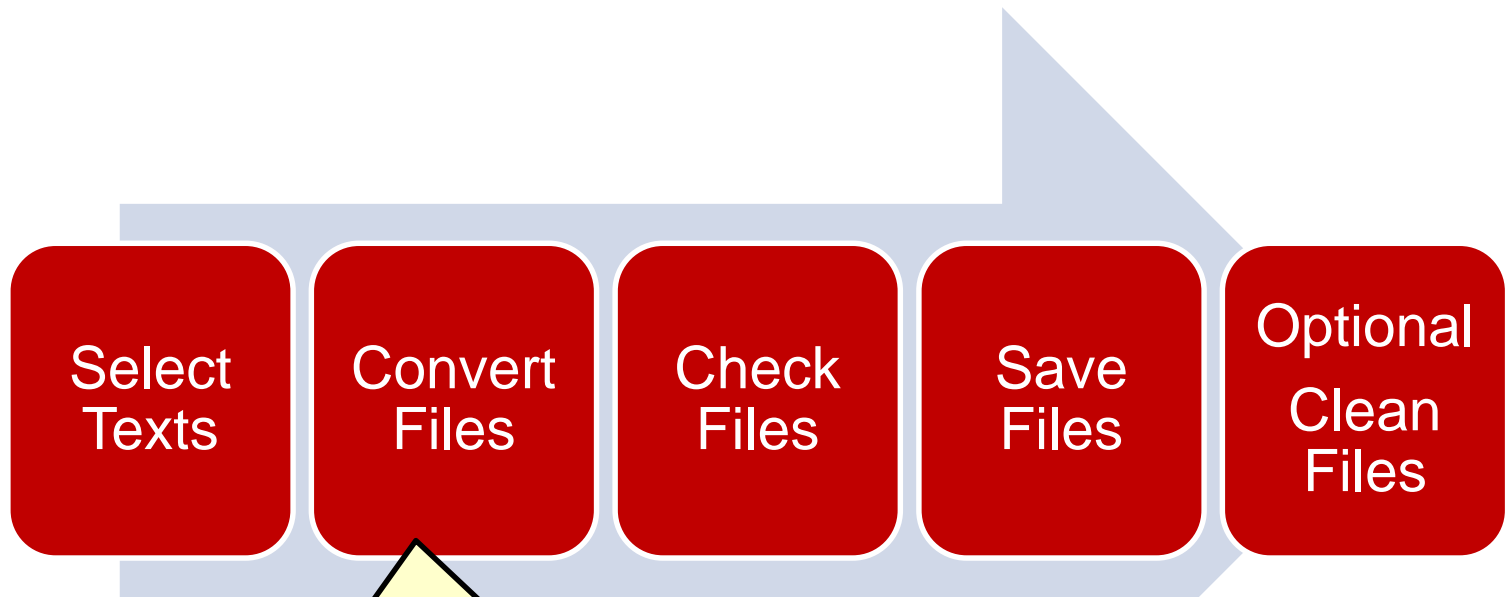 Select
Texts
Convert
Files
Check
Files
Save
Files
Optional
Clean
Files